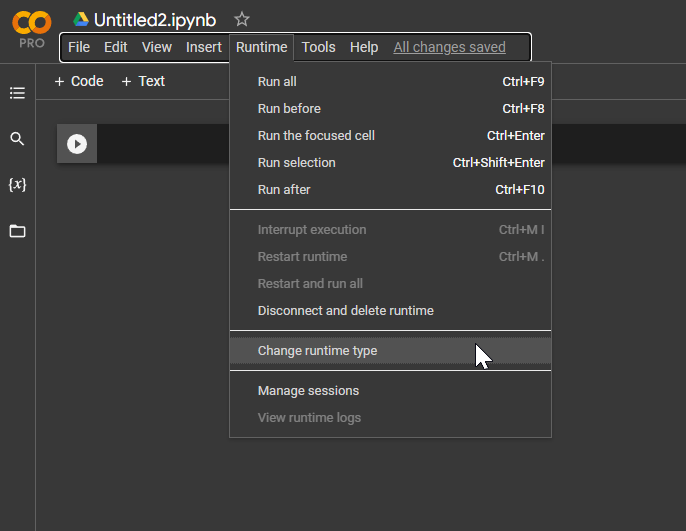 CO
PRO
Untitled2.ipynb
File Edit View Insert Runtime Tools Help All changes saved
+ Code + Text
Run all Ctrl+F9
Run before Ctrl+F8
Run the focused cell Ctrl+Enter
Run selection Ctrl+Shift+Enter
Run after Ctrl+F10
Interrupt execution Ctrl+M I
Restart runtime Ctrl+M .
Restart and run all
Disconnect and delete runtime
Change runtime type
Manage sessions
View runtime logs
{x}